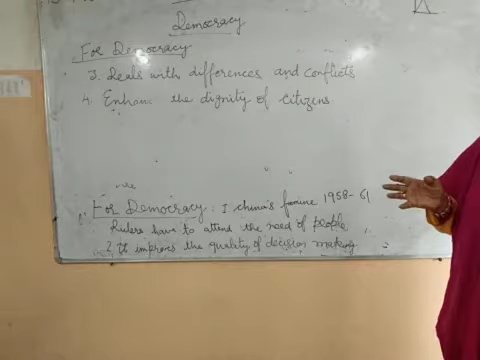 Democracy
For Democracy
3. Deals with differences and conflicts
4. Enhanc the dignity of citizens
For Democracy : 1 China's famine 1958-61
Rulers have to attend the need of people
2 It improves the quality of decision making